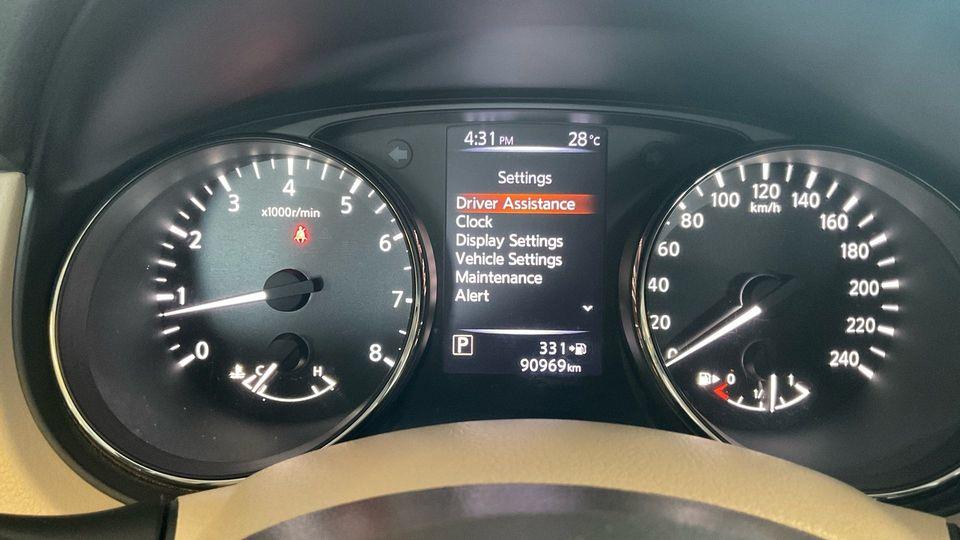 4:31 PM 28°C
Settings
Driver Assistance
Clock
Display Settings
Vehicle Settings
Maintenance
Alert
P 331
90969km
0 1 2 3 4 5 6 7 8
x1000r/min
C H
0 20 40 60 80 100 120 140 160 180 200 220 240
km/h
0 1/ 1